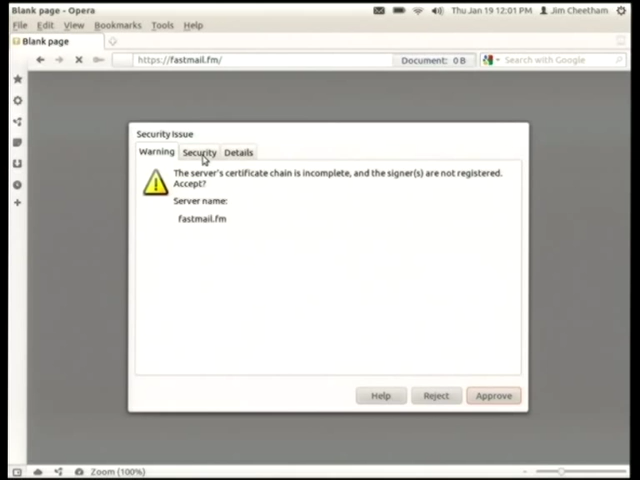 Blank page - Opera
Thu Jan 19 12:01 PM
Jim Cheetham
File Edit View Bookmarks Tools Help
Blank page
https://fastmail.fm/
Document: 0 B
Search with Google
Security Issue
Warning Security Details
The server's certificate chain is incomplete, and the signer(s) are not registered.
Accept?
Server name:
fastmail.fm
Help Reject Approve
Zoom (100%)